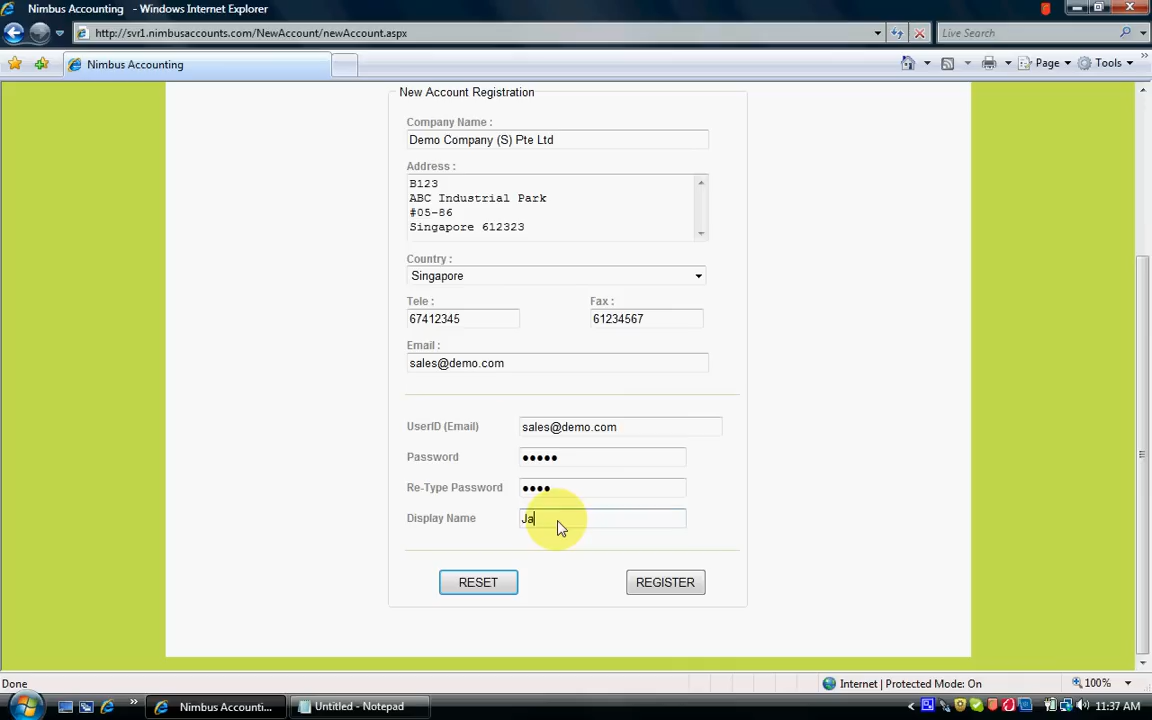 Nimbus Accounting - Windows Internet Explorer
http://svr1.nimbusaccounts.com/NewAccount/newAccount.aspx
Live Search
Nimbus Accounting
Page
Tools
New Account Registration
Company Name :
Demo Company (S) Pte Ltd
Address :
B123
ABC Industrial Park
#05-86
Singapore 612323
Country :
Singapore
Tele :
Fax :
67412345
61234567
Email :
sales@demo.com
UserID (Email)
sales@demo.com
Password
•••••
Re-Type Password
••••
Display Name
Ja
RESET
REGISTER
Done
Internet | Protected Mode: On
100%
Nimbus Accounti...
Untitled - Notepad
11:37 AM